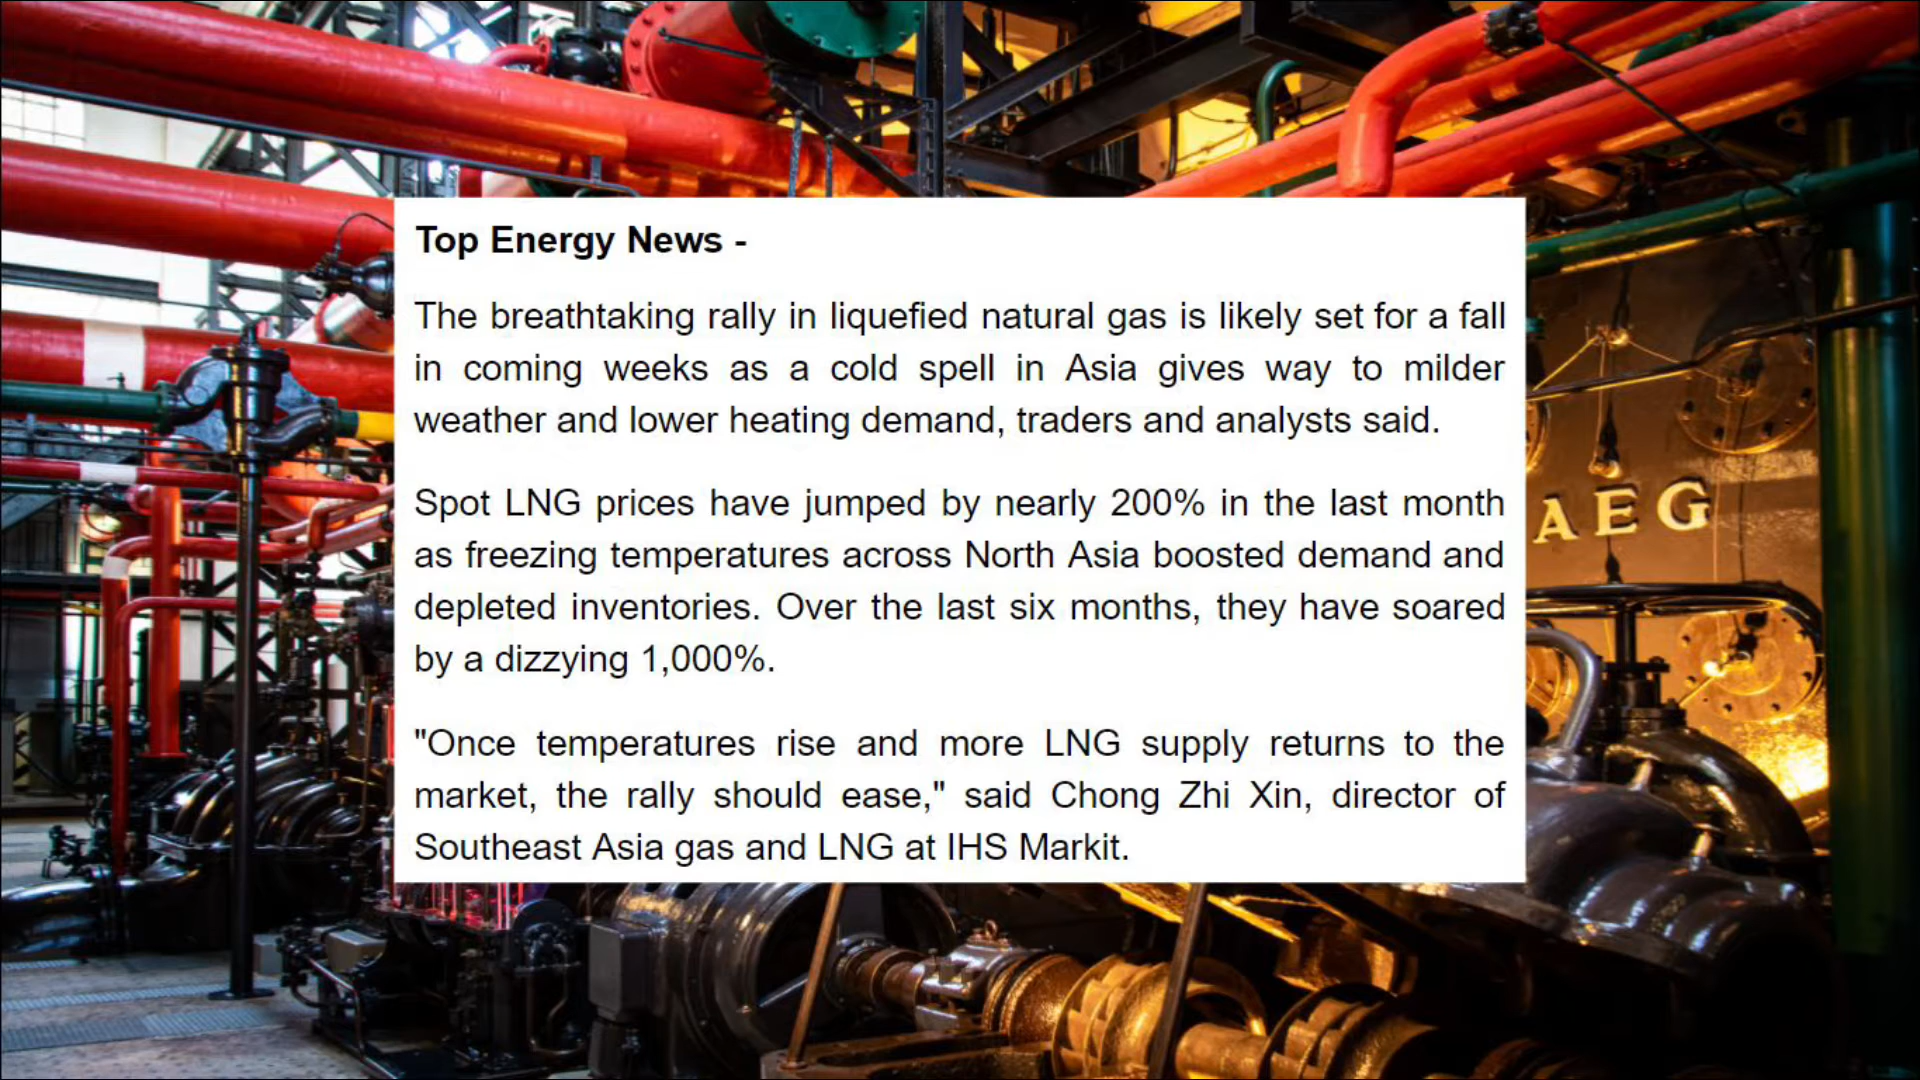 Top Energy News -
The breathtaking rally in liquefied natural gas is likely set for a fall
in coming weeks as a cold spell in Asia gives way to milder
weather and lower heating demand, traders and analysts said.
Spot LNG prices have jumped by nearly 200% in the last month
as freezing temperatures across North Asia boosted demand and
depleted inventories. Over the last six months, they have soared
by a dizzying 1,000%.
"Once temperatures rise and more LNG supply returns to the
market, the rally should ease," said Chong Zhi Xin, director of
Southeast Asia gas and LNG at IHS Markit.
AEG